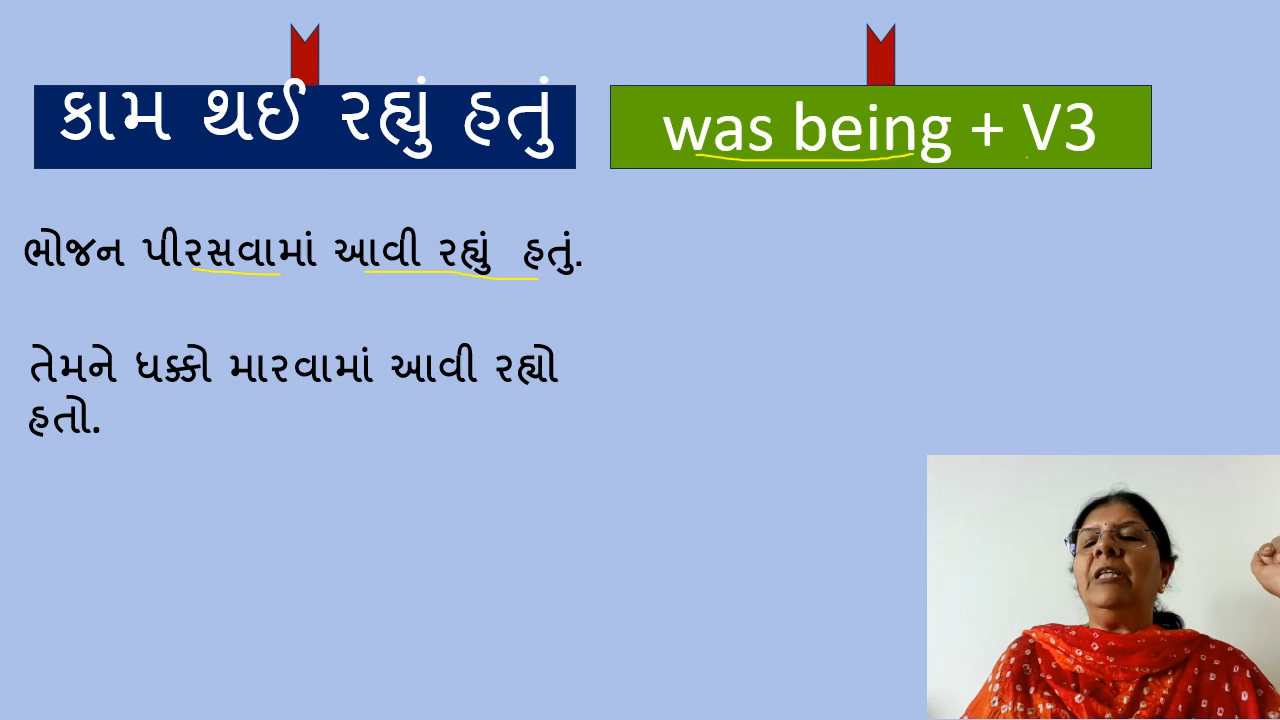 કામ થઈ રહ્યું હતું
was being + V3
ભોજન પીરસવામાં આવી રહ્યું હતું.
તેમને ધક્કો મારવામાં આવી રહ્યો
હતો.